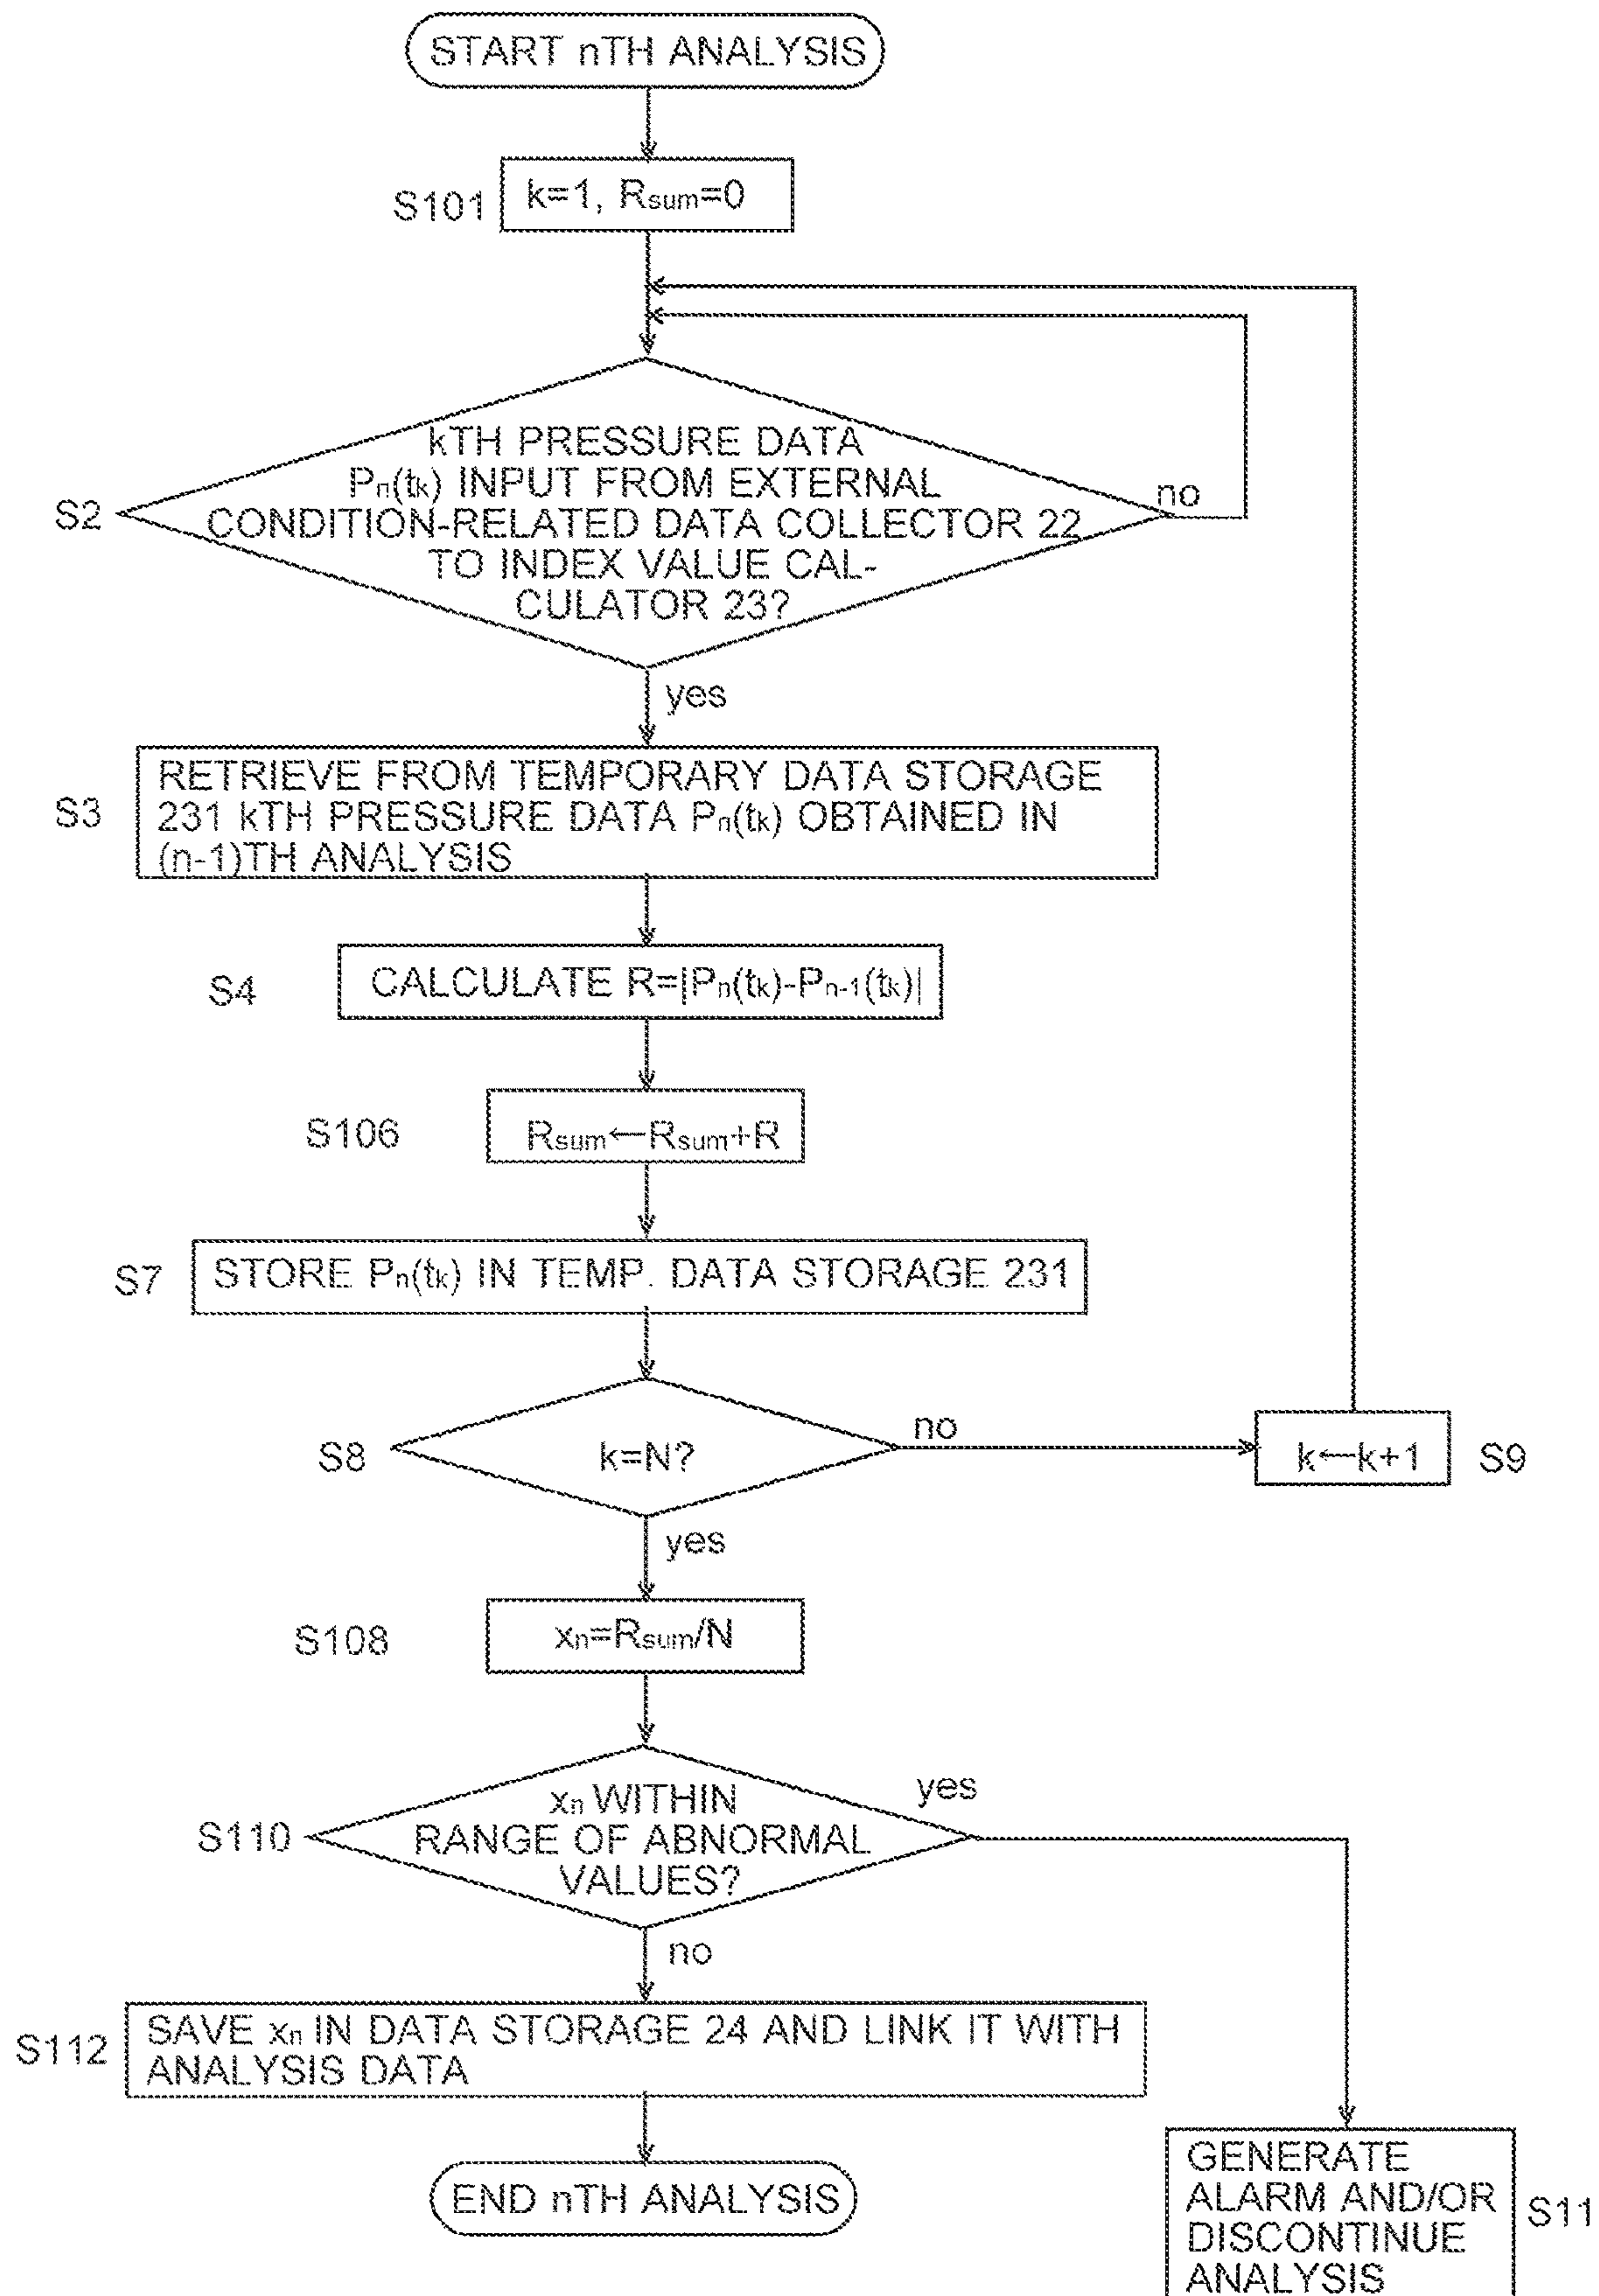 START nTH ANALYSIS
S101
k=1, Rsum=0
kTH PRESSURE DATA
Pn(tk) INPUT FROM EXTERNAL
no
S2
CONDITION-RELATED DATA COLLECTOR 22
TO INDEX VALUE CAL-
CULATOR 23?
yes
RETRIEVE FROM TEMPORARY DATA STORAGE
S3
231 kTH PRESSURE DATA Pn(tk) OBTAINED IN
(n-1)TH ANALYSIS
S4
CALCULATE R=|Pn(tk)-Pn-1(tk)|
S106
Rsum←Rsum+R
S7
STORE Pn(tk) IN TEMP. DATA STORAGE 231
no
S8
k=N?
k←k+1
S9
yes
S108
xn=Rsum/N
yes
xn WITHIN
S110
RANGE OF ABNORMAL
VALUES?
no
S112
SAVE xn IN DATA STORAGE 24 AND LINK IT WITH
ANALYSIS DATA
END nTH ANALYSIS
GENERATE
ALARM AND/OR
S11
DISCONTINUE
ANALYSIS